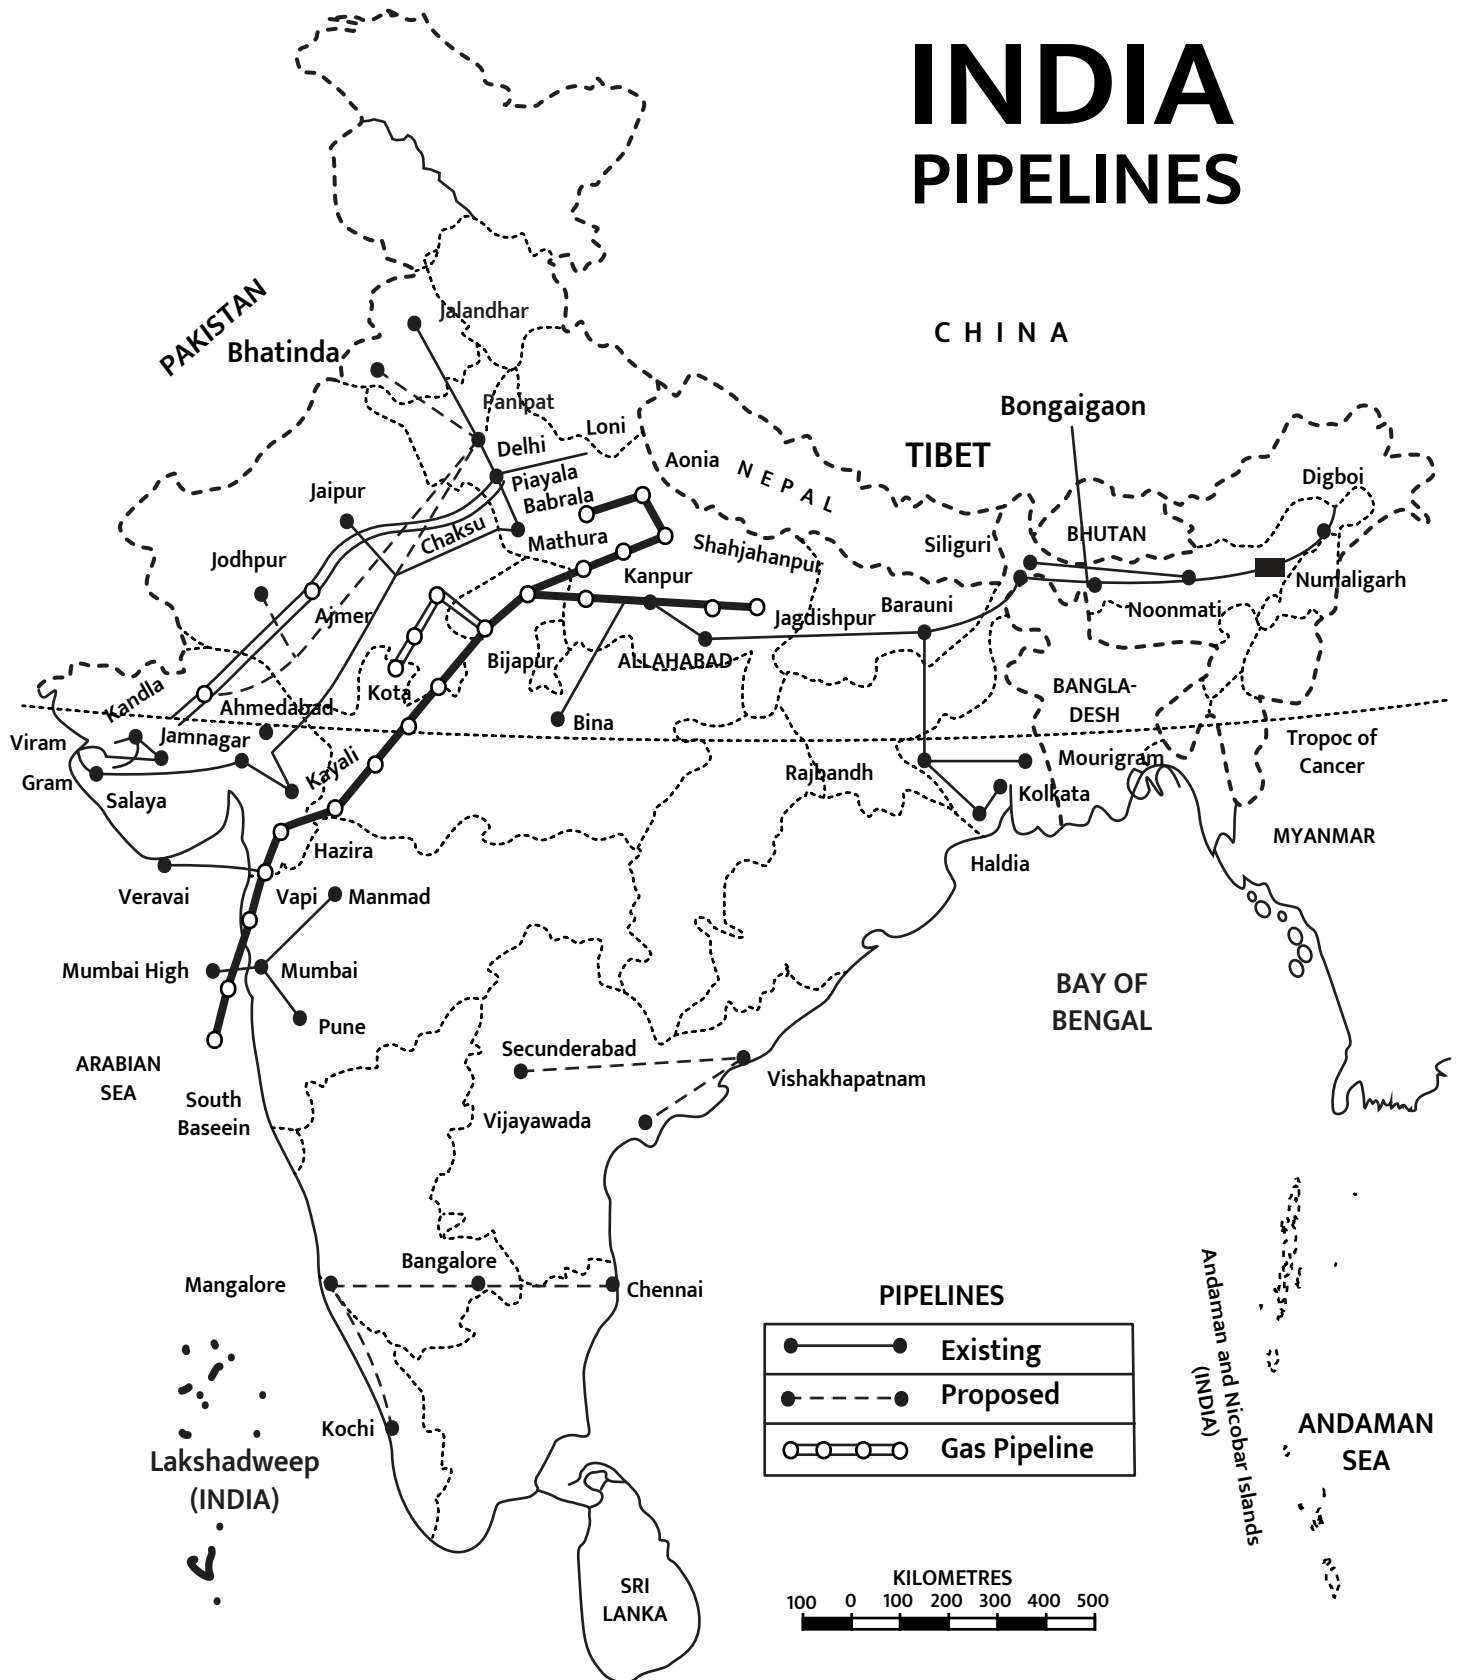 INDIA
PIPELINES
PAKISTAN
Jalandhar
Bhatinda
CHINA
Panipat
Bongaigaon
Loni
Delhi
TIBET
Aonia
NEPAL
Piayala
Digboi
Jaipur
Babrala
Chaksu
Mathura
Shahjahanpur
Siliguri
BHUTAN
Jodhpur
Kanpur
Numaligarh
Ajmer
Jagdishpur
Barauni
Noonmati
Bijapur
ALLAHABAD
Kota
BANGLA-
DESH
Kandla
Ahmedabad
Bina
Viram
Gram
Jamnagar
Tropoc of
Cancer
Mourigram
Kayali
Rajbandh
Salaya
Kolkata
MYANMAR
Hazira
Haldia
Veravai
Vapi
Manmad
Mumbai High
Mumbai
BAY OF
BENGAL
Pune
Secunderabad
ARABIAN
SEA
Vishakhapatnam
South
Baseein
Vijayawada
Bangalore
Mangalore
Chennai
PIPELINES
Existing
Proposed
Gas Pipeline
Andaman and Nicobar Islands
(INDIA)
ANDAMAN
SEA
Kochi
Lakshadweep
(INDIA)
SRI
LANKA
KILOMETRES
100 0 100 200 300 400 500